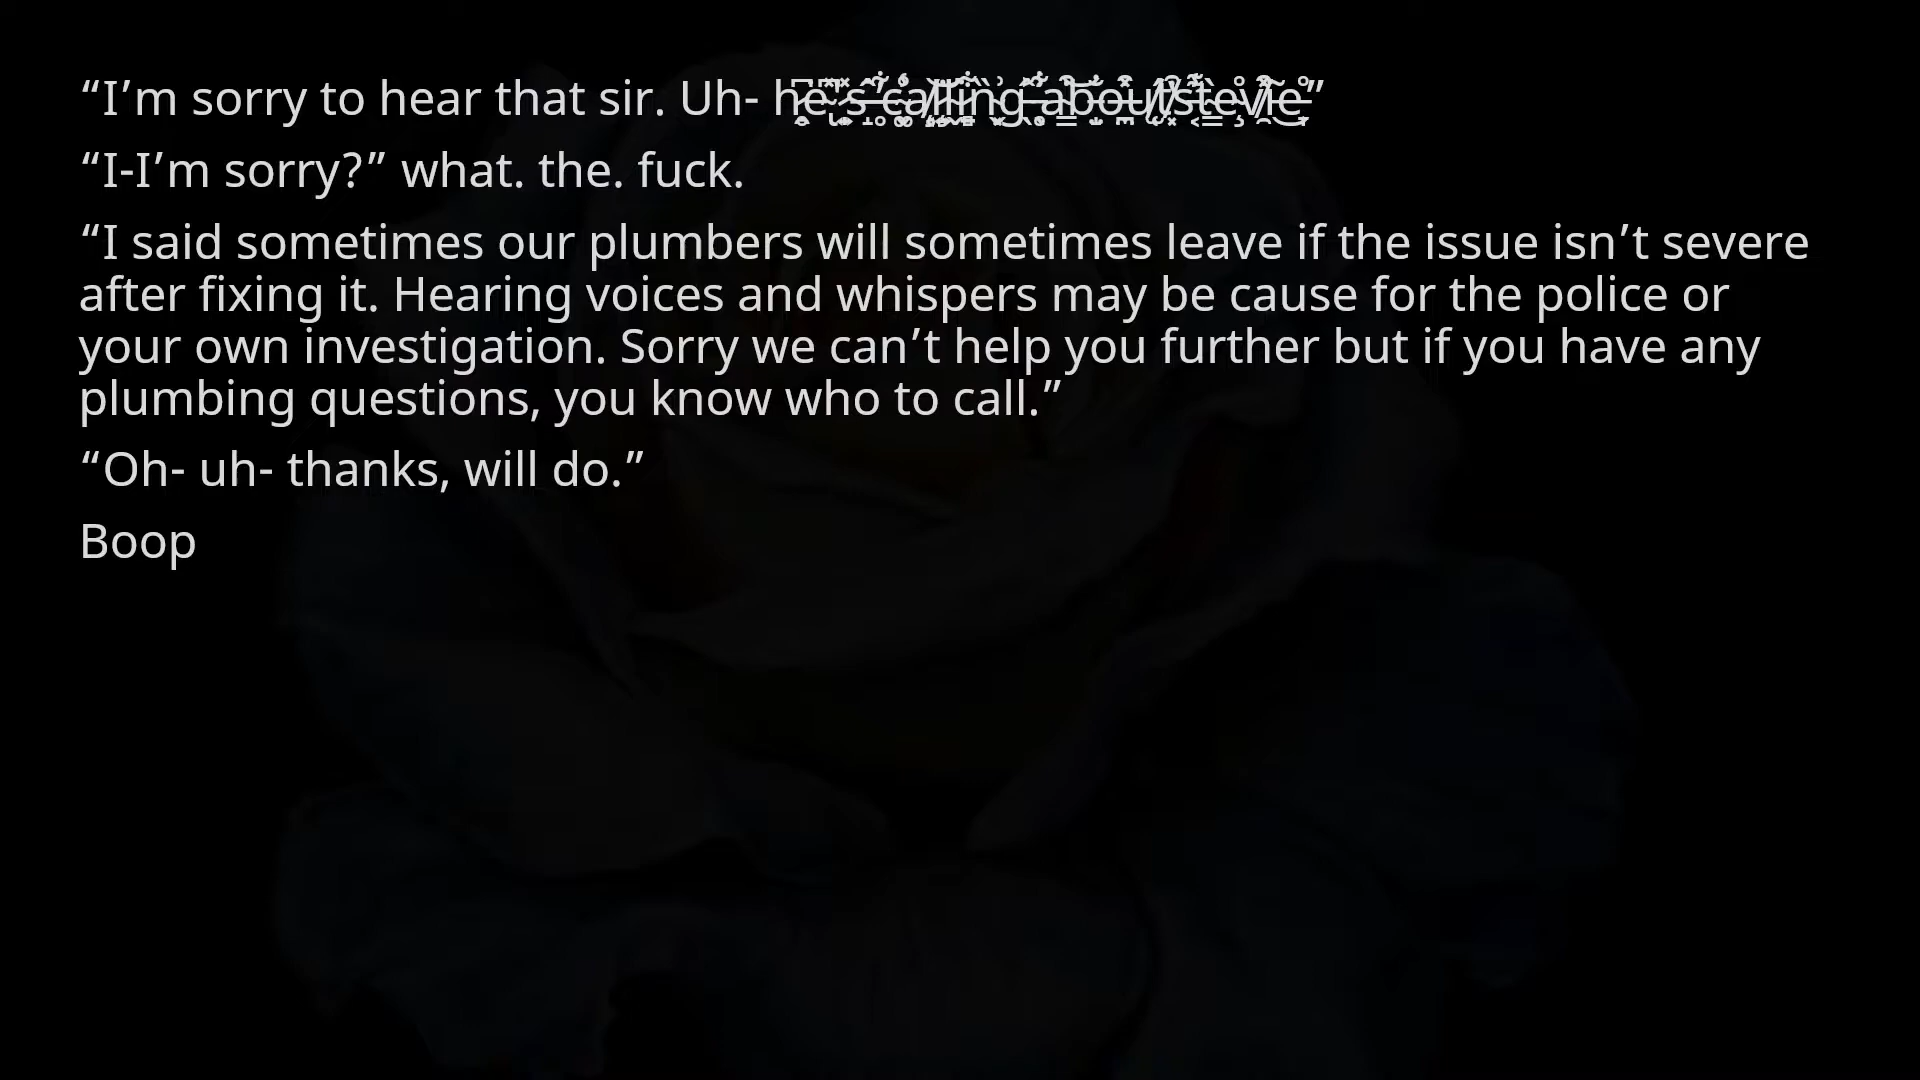 “I’m sorry to hear that sir. Uh- he’s calling about stevie”
“I-I’m sorry?” what. the. fuck.
“I said sometimes our plumbers will sometimes leave if the issue isn’t severe
after fixing it. Hearing voices and whispers may be cause for the police or
your own investigation. Sorry we can’t help you further but if you have any
plumbing questions, you know who to call.”
“Oh- uh- thanks, will do.”
Boop